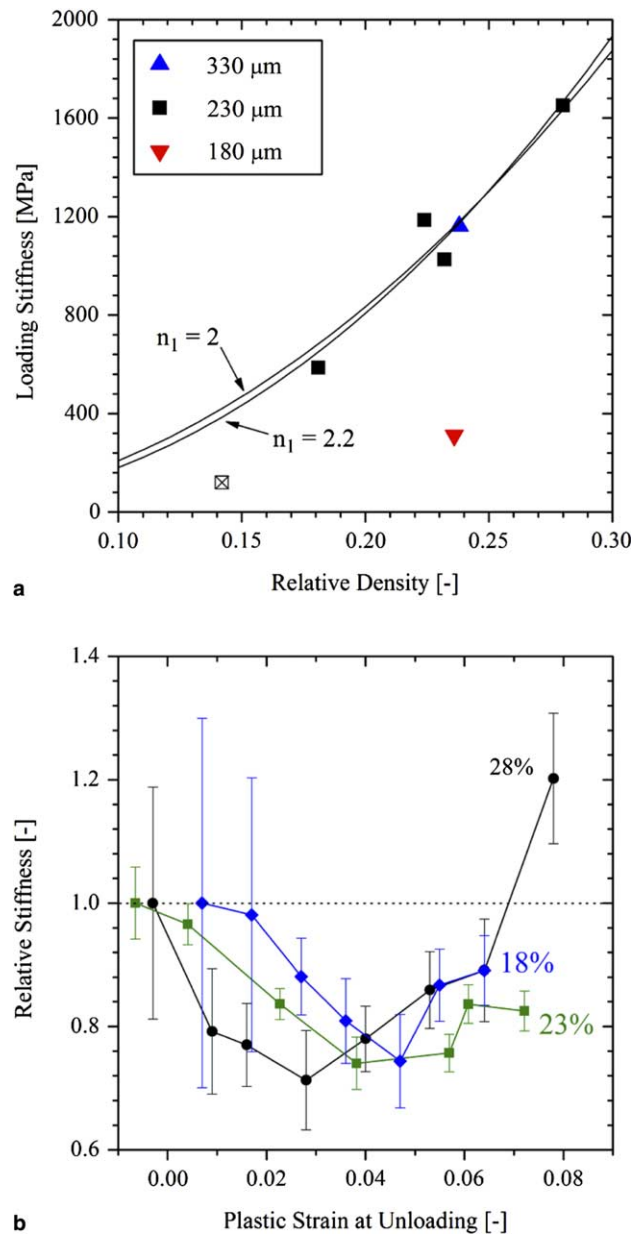 2000
1600
1200
800
400
0
Loading Stiffness [MPa]
330 μm
230 μm
180 μm
n₁ = 2
n₁ = 2.2
0.10 0.15 0.20 0.25 0.30
Relative Density [-]
a
1.4
1.2
1.0
0.8
0.6
Relative Stiffness [-]
28%
18%
23%
0.00 0.02 0.04 0.06 0.08
Plastic Strain at Unloading [-]
b